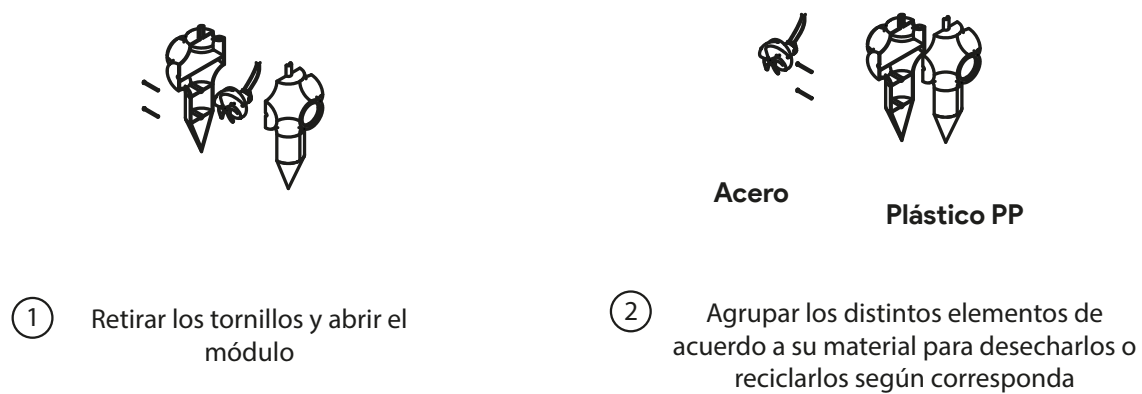 Acero
Plástico PP
1
Retirar los tornillos y abrir el
módulo
2
Agrupar los distintos elementos de
acuerdo a su material para desecharlos o
reciclarlos según corresponda